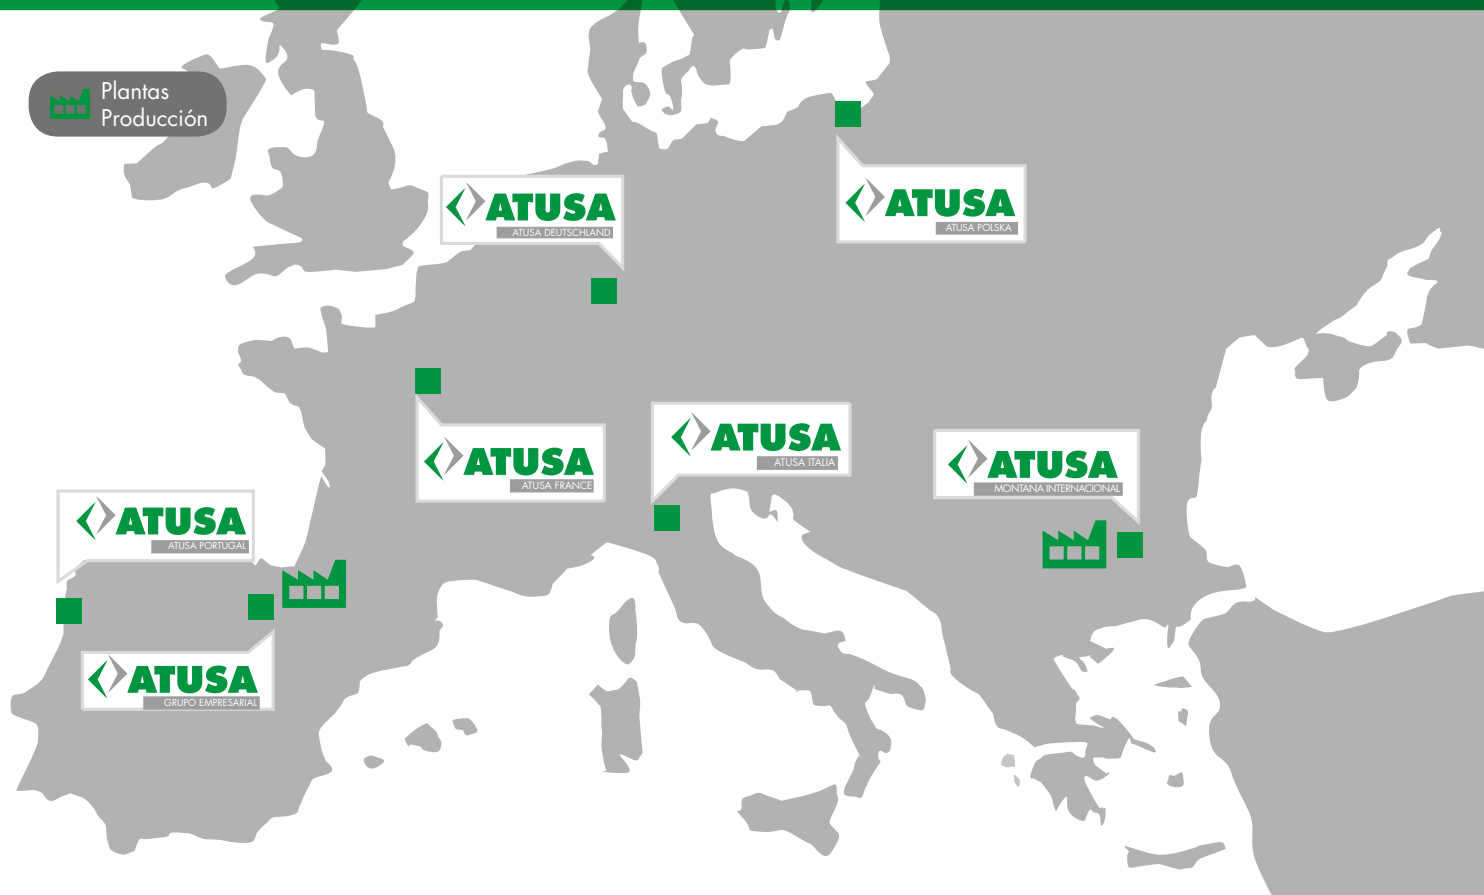 Plantas
Producción
ATUSA
ATUSA DEUTSCHLAND
ATUSA
ATUSA POLSKA
ATUSA
ATUSA FRANCE
ATUSA
ATUSA ITALIA
ATUSA
MONTANA INTERNACIONAL
ATUSA
ATUSA PORTUGAL
ATUSA
GRUPO EMPRESARIAL